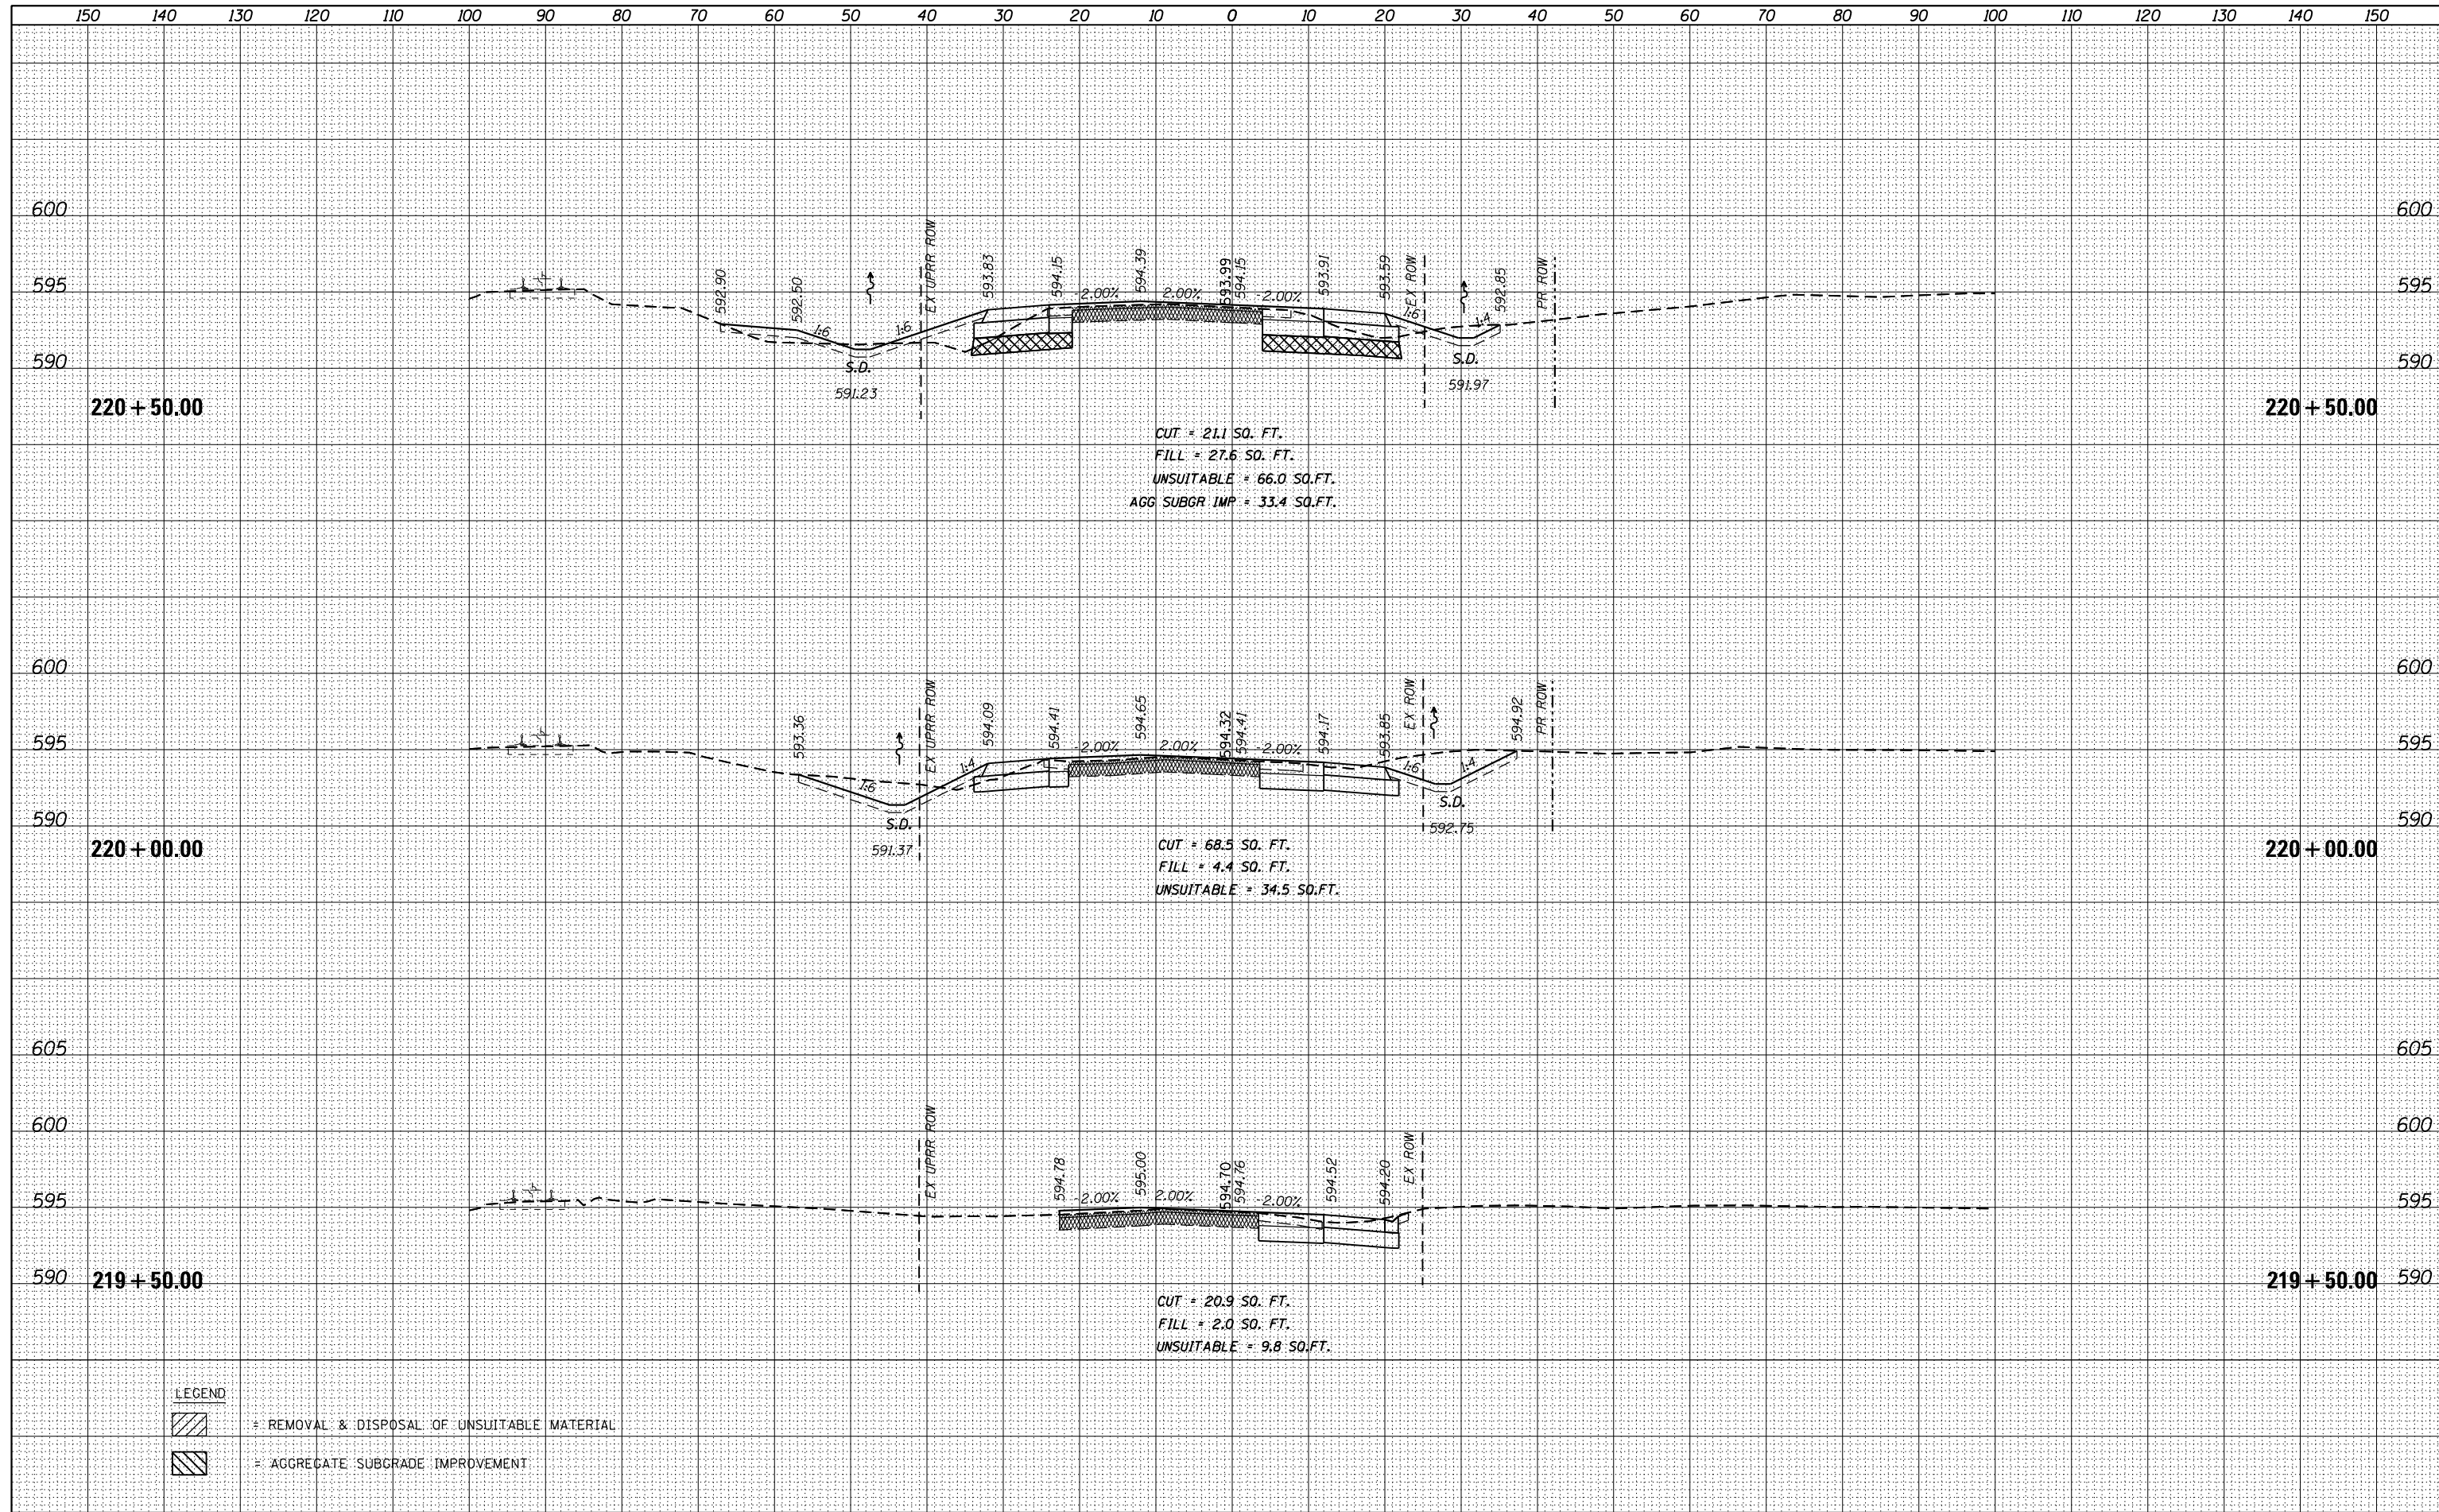 150 140 130 120 110 100 90 80 70 60 50 40 30 20 10 0 10 20 30 40 50 60 70 80 90 100 110 120 130 140 150
600 600
595 595
590 590
592.90 592.50 EX UPRR ROW 593.83 594.15 594.39 593.99 594.15 593.91 593.59 EX ROW 592.85 PR ROW
1:6 1:6 -2.00% 2.00% -2.00% 1:6 1:4
S.D. S.D.
591.23 591.97
220+50.00 220+50.00
CUT = 21.1 SQ. FT.
FILL = 27.6 SQ. FT.
UNSUITABLE = 66.0 SQ.FT.
AGG SUBGR IMP = 33.4 SQ.FT.
600 600
595 595
590 590
593.36 EX UPRR ROW 594.09 594.41 594.65 594.32 594.41 594.17 593.85 EX ROW 594.92 PR ROW
1:6 1:4 -2.00% 2.00% -2.00% 1:6 1:4
S.D. S.D.
591.37 592.75
220+00.00 220+00.00
CUT = 68.5 SQ. FT.
FILL = 4.4 SQ. FT.
UNSUITABLE = 34.5 SQ.FT.
605 605
600 600
595 595
EX UPRR ROW 594.78 595.00 594.70 594.76 594.52 594.20 EX ROW
-2.00% 2.00% -2.00%
590 219+50.00 219+50.00 590
CUT = 20.9 SQ. FT.
FILL = 2.0 SQ. FT.
UNSUITABLE = 9.8 SQ.FT.
LEGEND
= REMOVAL & DISPOSAL OF UNSUITABLE MATERIAL
= AGGREGATE SUBGRADE IMPROVEMENT